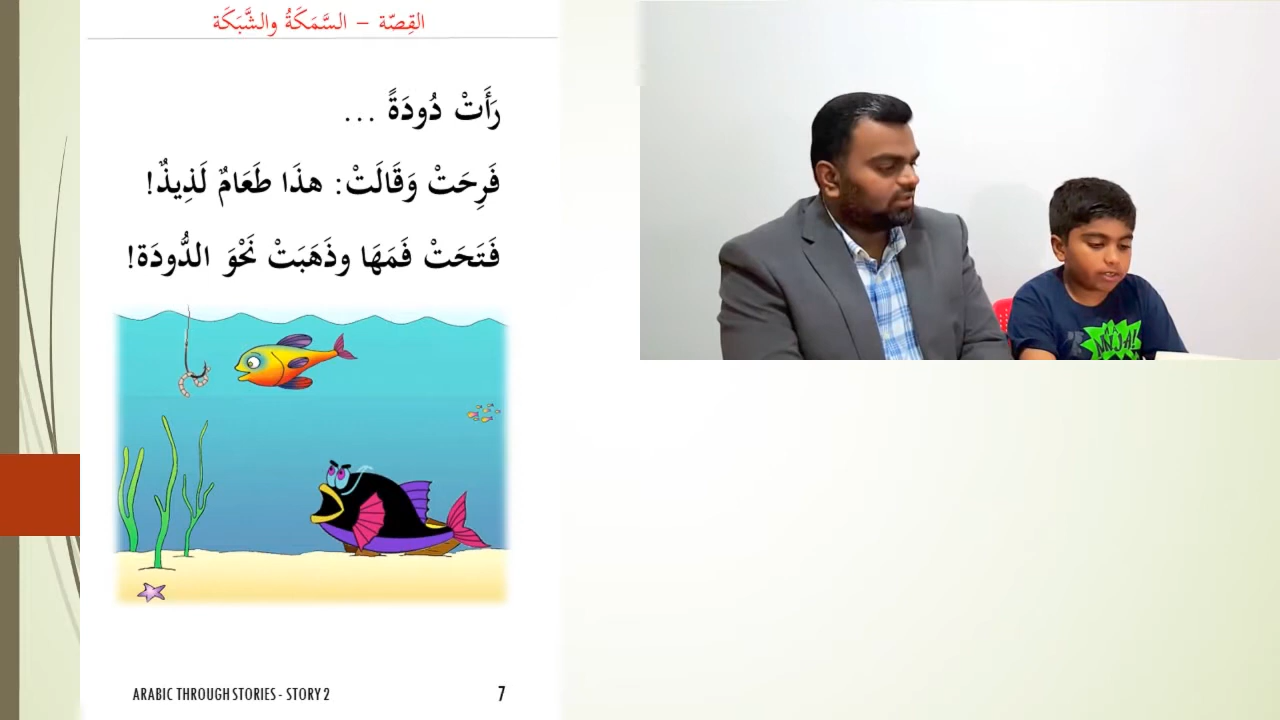 القِصّة – السَّمَكَةُ والشَّبَكَة
رَأَتْ دُودَةً ...
فَرِحَتْ وَقَالَتْ: هذَا طَعَامٌ لَذِيذٌ!
فَتَحَتْ فَمَهَا وذَهَبَتْ نَحْوَ الدُّودَة!
ARABIC THROUGH STORIES - STORY 2
7